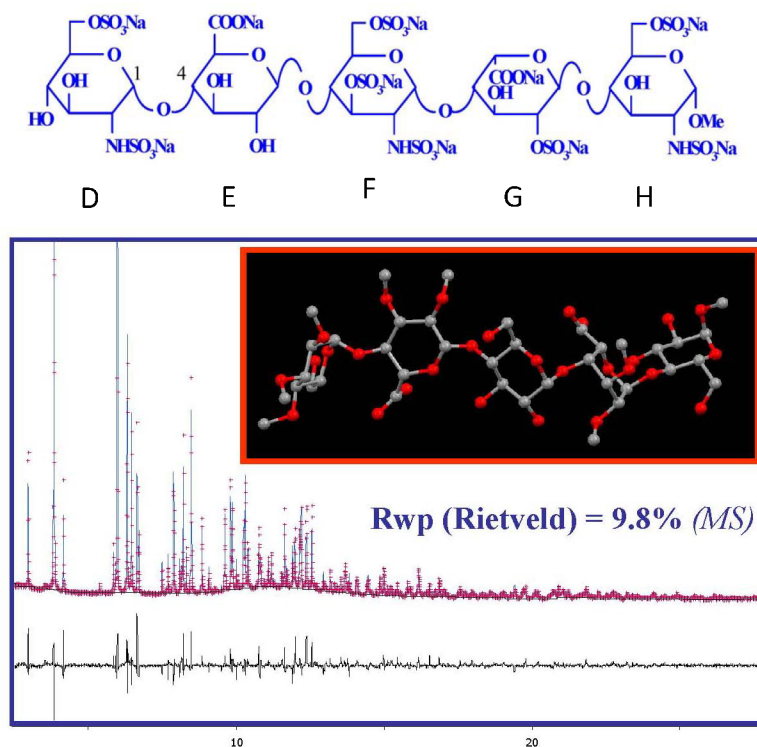 OSO₃Na COONa OSO₃Na OSO₃Na
O O O O O
OH 1 4 OH OSO₃Na COONa OH OH
HO O O O O OMe
NHSO₃Na OH NHSO₃Na OSO₃Na NHSO₃Na
D E F G H
Rwp (Rietveld) = 9.8% (MS)
10 20